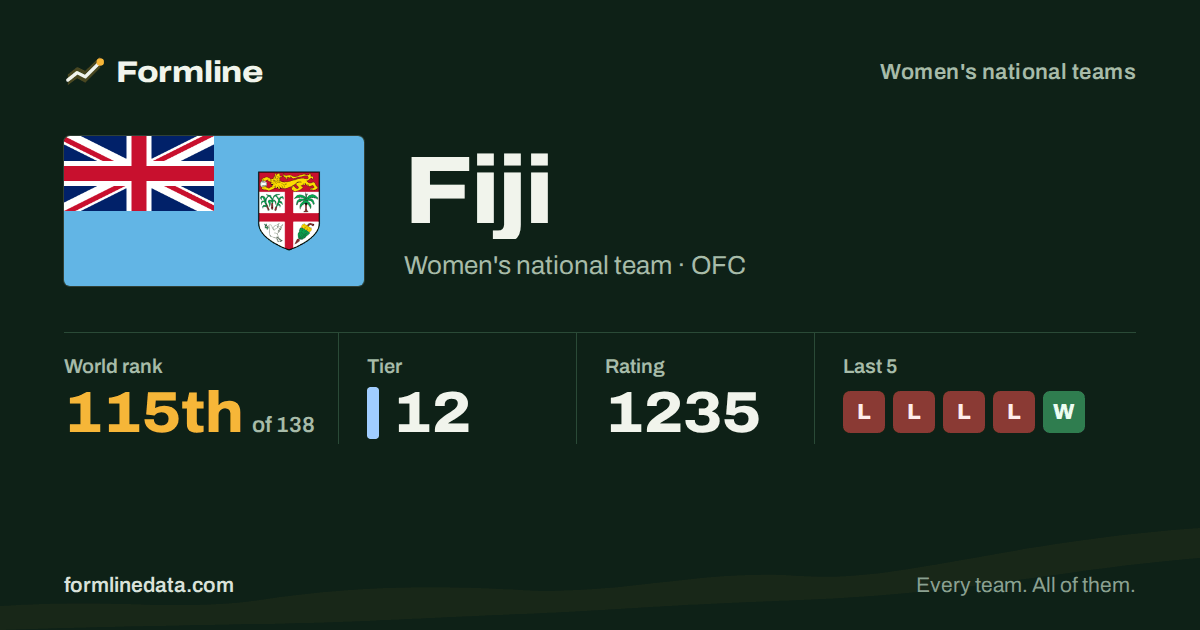 Formline
Women's national teams
Fiji
Women's national team · OFC
World rank
115th of 138
Tier
12
Rating
1235
Last 5
L L L L W
formlinedata.com
Every team. All of them.